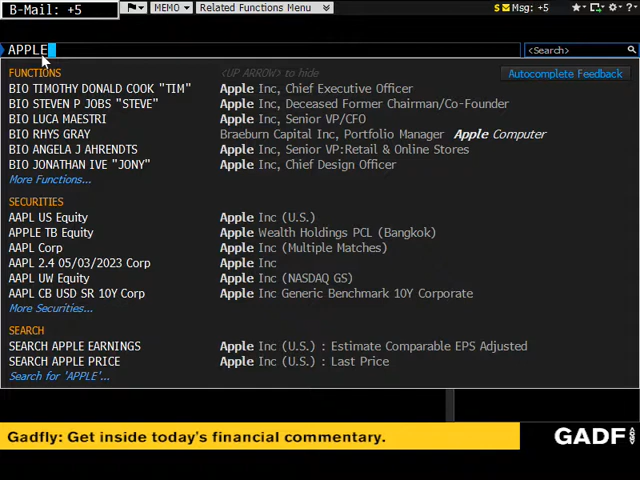 B-Mail: +5
MEMO
Related Functions Menu
Msg: +5
APPLE
<Search>
FUNCTIONS <UP ARROW> to hide Autocomplete Feedback
BIO TIMOTHY DONALD COOK "TIM" Apple Inc, Chief Executive Officer
BIO STEVEN P JOBS "STEVE" Apple Inc, Deceased Former Chairman/Co-Founder
BIO LUCA MAESTRI Apple Inc, Senior VP/CFO
BIO RHYS GRAY Braeburn Capital Inc, Portfolio Manager Apple Computer
BIO ANGELA J AHRENDTS Apple Inc, Senior VP:Retail & Online Stores
BIO JONATHAN IVE "JONY" Apple Inc, Chief Design Officer
More Functions...
SECURITIES
AAPL US Equity Apple Inc (U.S.)
APPLE TB Equity Apple Wealth Holdings PCL (Bangkok)
AAPL Corp Apple Inc (Multiple Matches)
AAPL 2.4 05/03/2023 Corp Apple Inc
AAPL UW Equity Apple Inc (NASDAQ GS)
AAPL CB USD SR 10Y Corp Apple Inc Generic Benchmark 10Y Corporate
More Securities...
SEARCH
SEARCH APPLE EARNINGS Apple Inc (U.S.) : Estimate Comparable EPS Adjusted
SEARCH APPLE PRICE Apple Inc (U.S.) : Last Price
Search for 'APPLE'...
Gadfly: Get inside today's financial commentary.
GADF